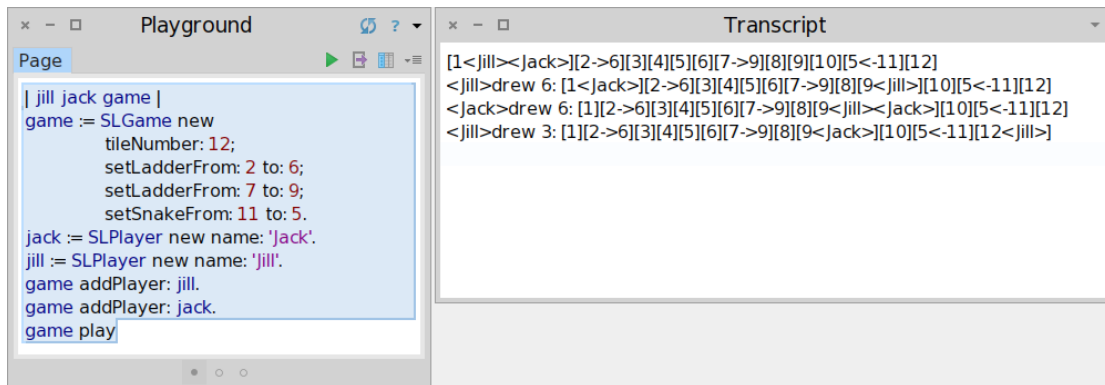 Playground
?
Page
| jill jack game |
game := SLGame new
tileNumber: 12;
setLadderFrom: 2 to: 6;
setLadderFrom: 7 to: 9;
setSnakeFrom: 11 to: 5.
jack := SLPlayer new name: 'Jack'.
jill := SLPlayer new name: 'Jill'.
game addPlayer: jill.
game addPlayer: jack.
game play
Transcript
[1<Jill><Jack>][2->6][3][4][5][6][7->9][8][9][10][5<-11][12]
<Jill>drew 6: [1<Jack>][2->6][3][4][5][6][7->9][8][9<Jill>][10][5<-11][12]
<Jack>drew 6: [1][2->6][3][4][5][6][7->9][8][9<Jill><Jack>][10][5<-11][12]
<Jill>drew 3: [1][2->6][3][4][5][6][7->9][8][9<Jack>][10][5<-11][12<Jill>]